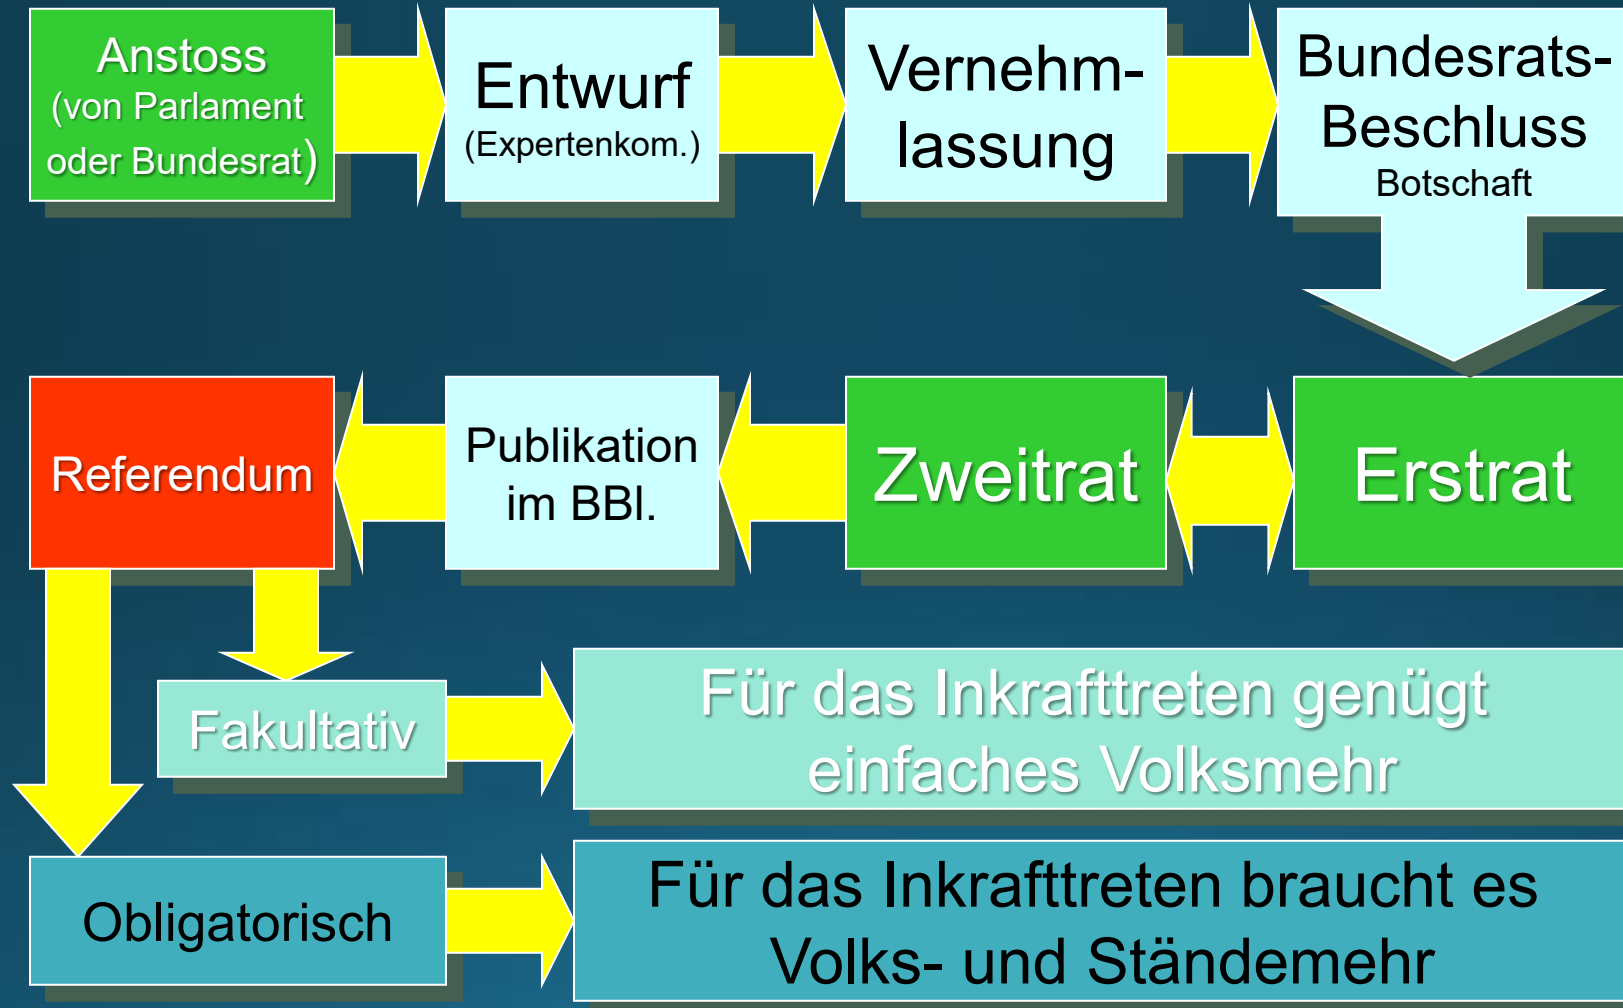 Anstoss
(von Parlament
oder Bundesrat)
Entwurf
(Expertenkom.)
Vernehm-
lassung
Bundesrats-
Beschluss
Botschaft
Referendum
Publikation
im BBl.
Zweitrat
Erstrat
Fakultativ
Für das Inkrafttreten genügt
einfaches Volksmehr
Obligatorisch
Für das Inkrafttreten braucht es
Volks- und Ständemehr